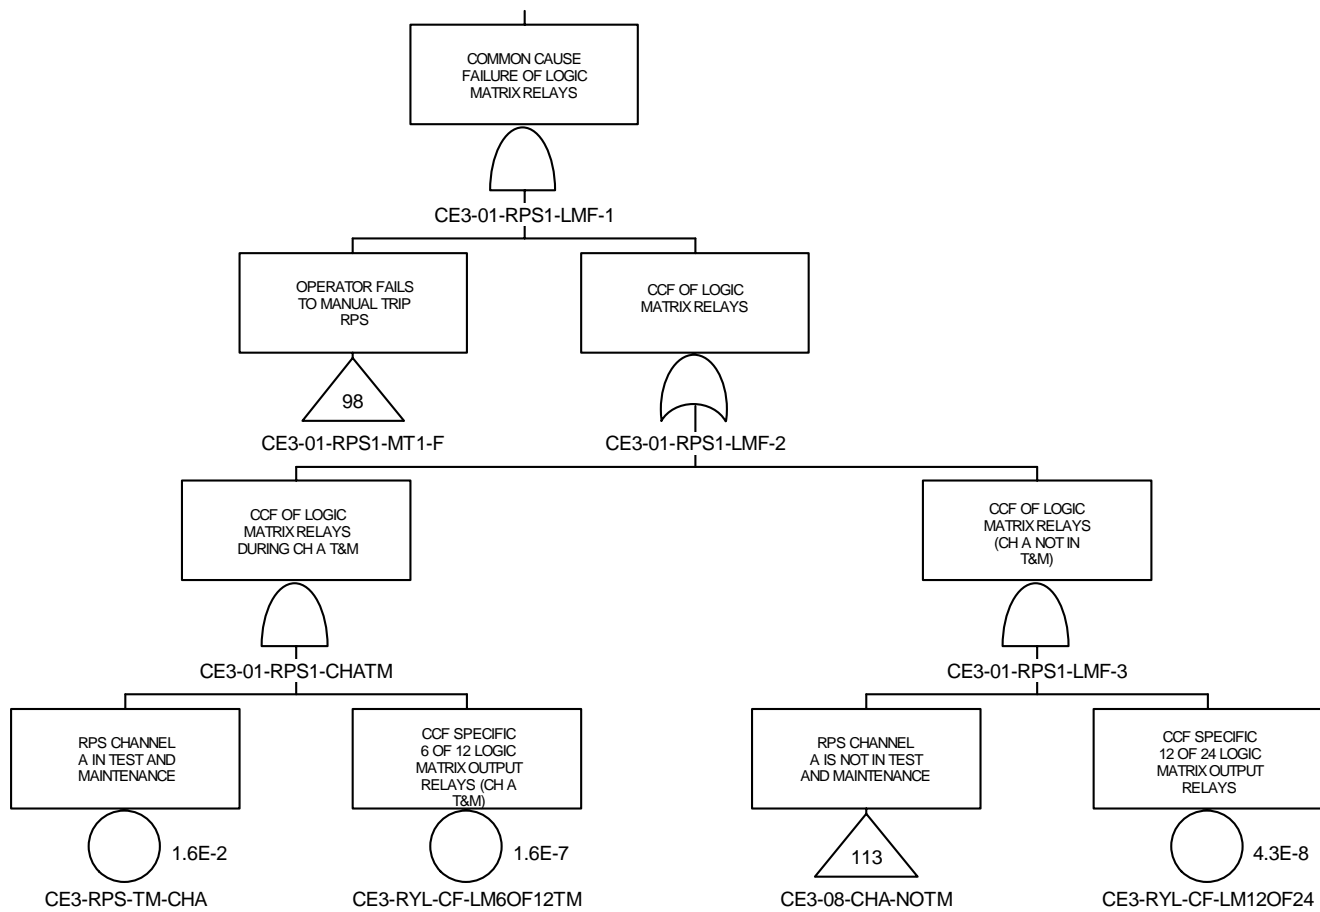 COMMON CAUSE
FAILURE OF LOGIC
MATRIX RELAYS
CE3-01-RPS1-LMF-1
OPERATOR FAILS
TO MANUAL TRIP
RPS
98
CE3-01-RPS1-MT1-F
CCF OF LOGIC
MATRIX RELAYS
CE3-01-RPS1-LMF-2
CCF OF LOGIC
MATRIX RELAYS
DURING CH A T&M
CE3-01-RPS1-CHATM
CCF OF LOGIC
MATRIX RELAYS
(CH A NOT IN
T&M)
CE3-01-RPS1-LMF-3
RPS CHANNEL
A IN TEST AND
MAINTENANCE
1.6E-2
CE3-RPS-TM-CHA
CCF SPECIFIC
6 OF 12 LOGIC
MATRIX OUTPUT
RELAYS (CH A
T&M)
1.6E-7
CE3-RYL-CF-LM6OF12TM
RPS CHANNEL
A IS NOT IN TEST
AND MAINTENANCE
113
CE3-08-CHA-NOTM
CCF SPECIFIC
12 OF 24 LOGIC
MATRIX OUTPUT
RELAYS
4.3E-8
CE3-RYL-CF-LM12OF24